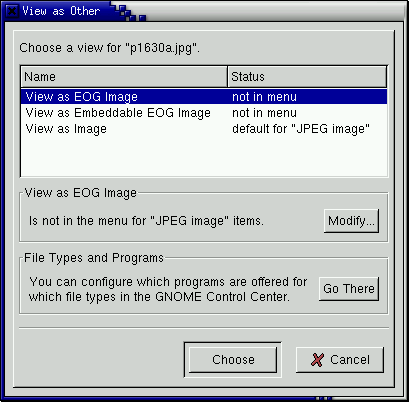 View as Other
Choose a view for "p1630a.jpg".
Name Status
View as EOG Image not in menu
View as Embeddable EOG Image not in menu
View as Image default for "JPEG image"
View as EOG Image
Is not in the menu for "JPEG image" items.
Modify...
File Types and Programs
You can configure which programs are offered for
which file types in the GNOME Control Center.
Go There
Choose
Cancel